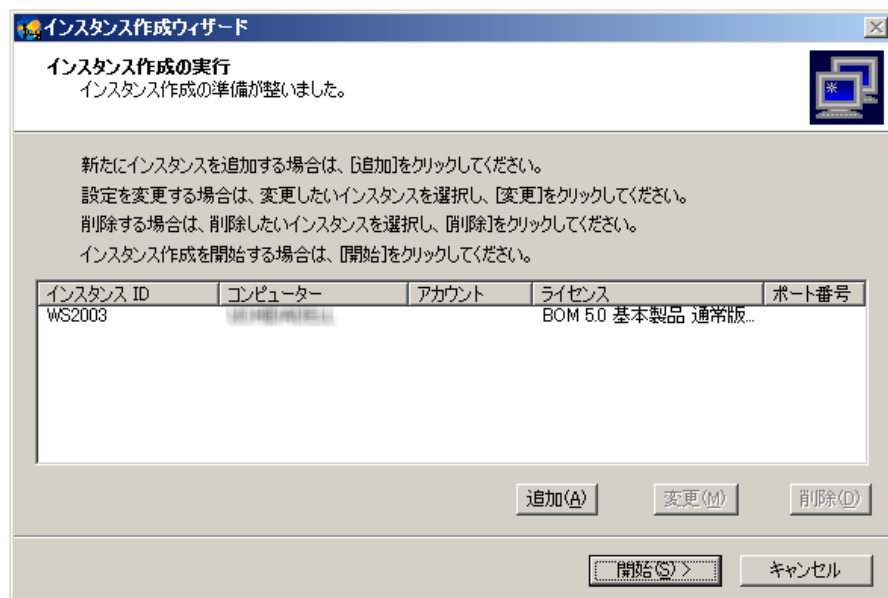 インスタンス作成ウィザード
インスタンス作成の実行
インスタンス作成の準備が整いました。
新たにインスタンスを追加する場合は、[追加]をクリックしてください。
設定を変更する場合は、変更したいインスタンスを選択し、[変更]をクリックしてください。
削除する場合は、削除したいインスタンスを選択し、[削除]をクリックしてください。
インスタンス作成を開始する場合は、[開始]をクリックしてください。
インスタンス ID コンピューター アカウント ライセンス ポート番号
WS2003 BOM 5.0 基本製品 通常版...
追加(A) 変更(M) 削除(D)
開始(S) > キャンセル